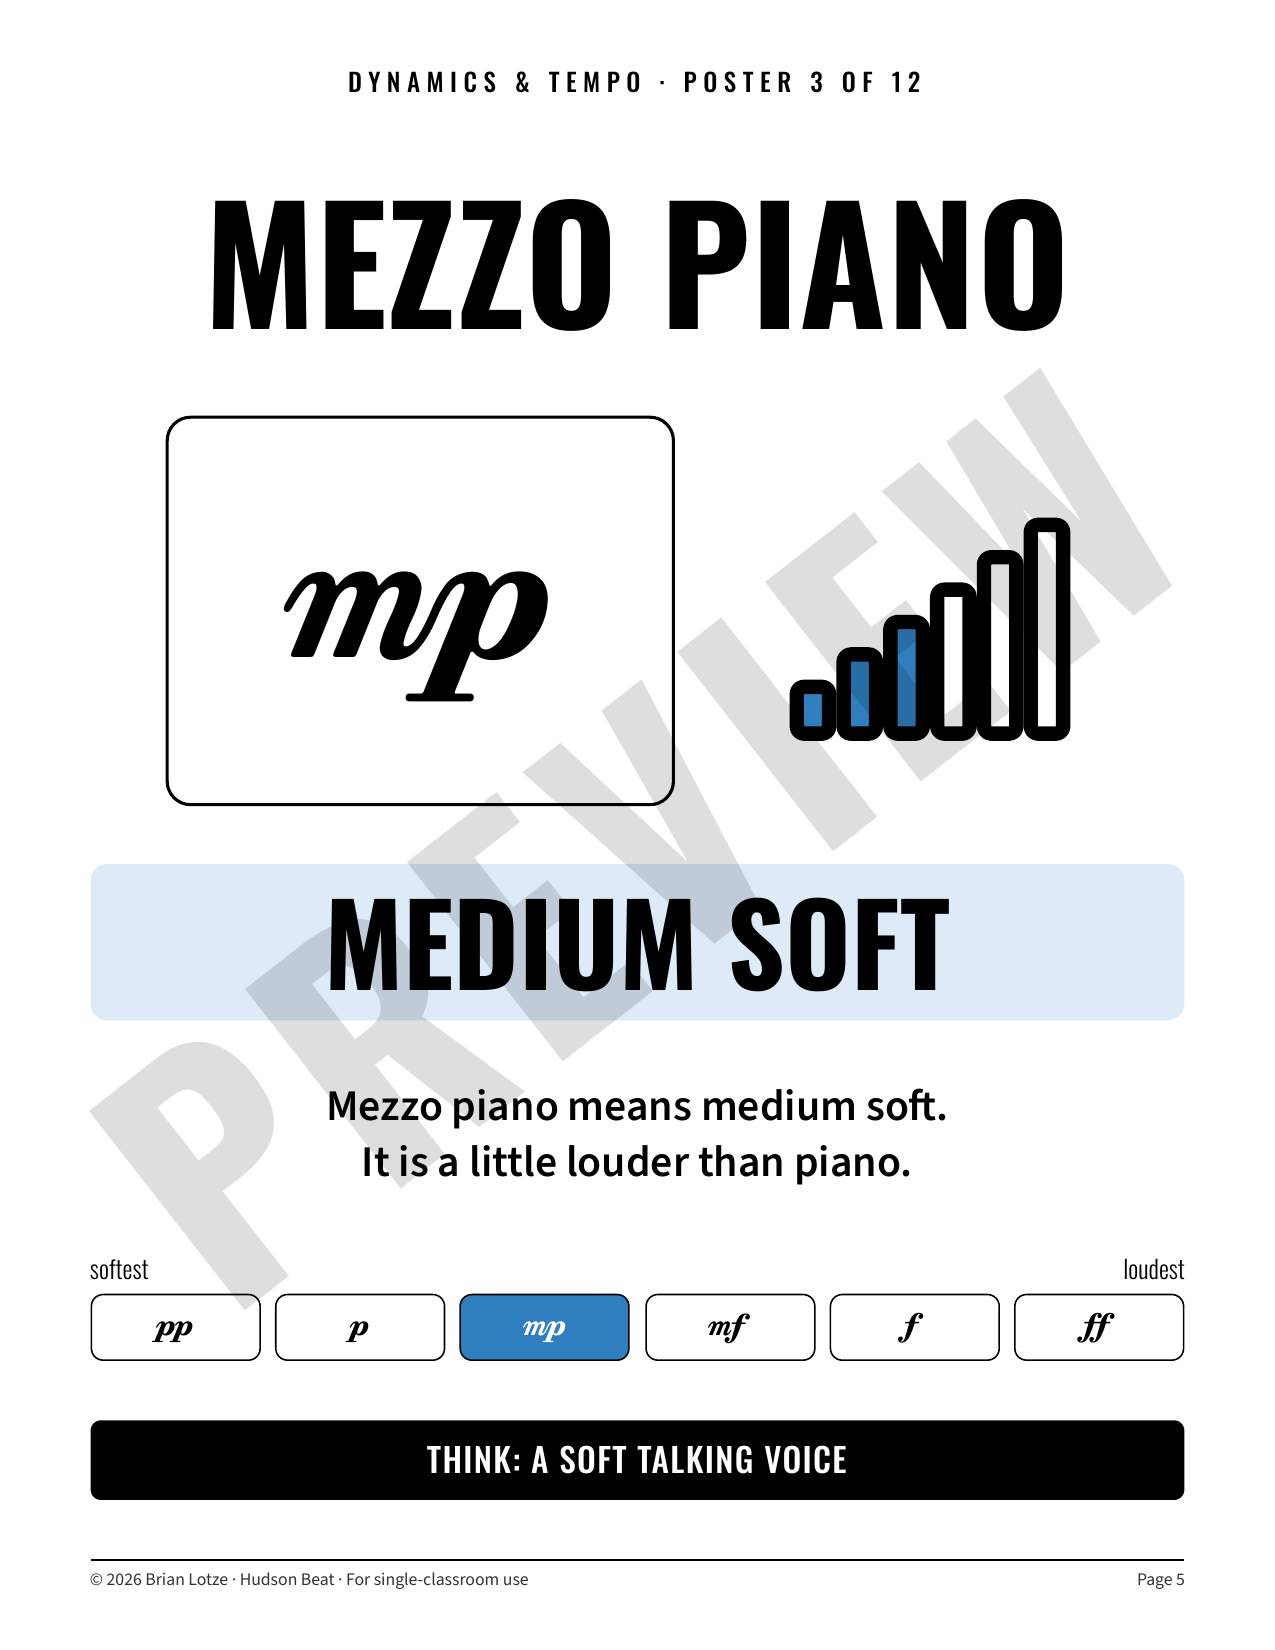 DYNAMICS & TEMPO · POSTER 3 OF 12
MEZZO PIANO
mp
MEDIUM SOFT
Mezzo piano means medium soft.
It is a little louder than piano.
softest loudest
pp p mp mf f ff
THINK: A SOFT TALKING VOICE
© 2026 Brian Lotze · Hudson Beat · For single-classroom use Page 5
PREVIEW